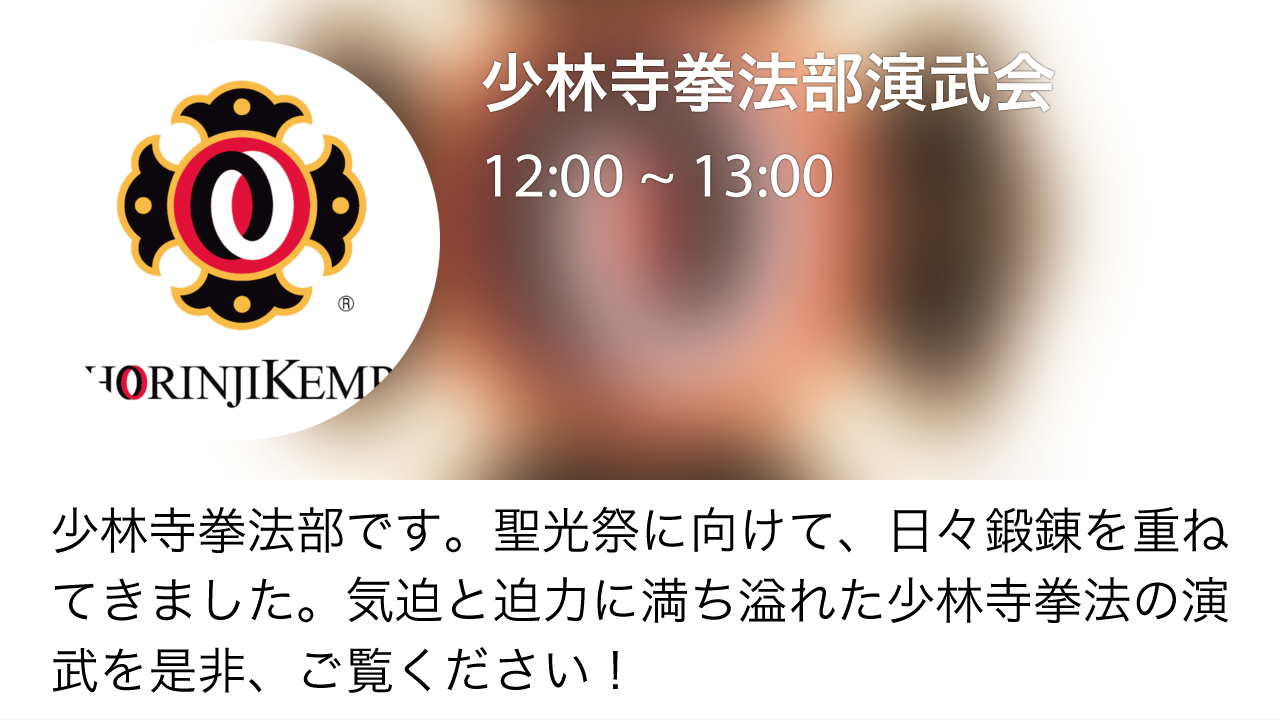 少林寺拳法部演武会
12:00 ~ 13:00
®
HORINJIKEMP
少林寺拳法部です。聖光祭に向けて、日々鍛錬を重ね
てきました。気迫と迫力に満ち溢れた少林寺拳法の演
武を是非、ご覧ください！